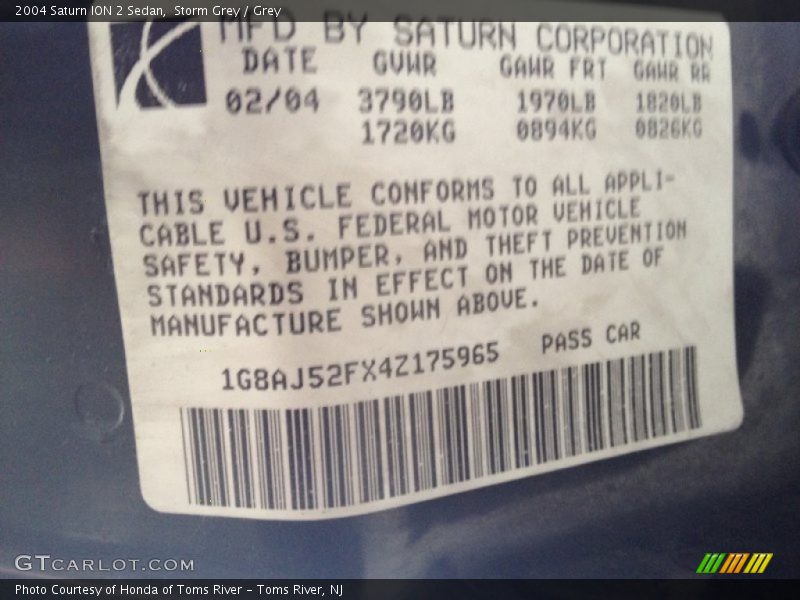 2004 Saturn ION 2 Sedan, Storm Grey / Grey
MFD BY SATURN CORPORATION
DATE GVWR GAWR FRT GAWR RR
02/04 3790LB 1970LB 1820LB
1720KG 0894KG 0826KG
THIS VEHICLE CONFORMS TO ALL APPLI-
CABLE U.S. FEDERAL MOTOR VEHICLE
SAFETY, BUMPER, AND THEFT PREVENTION
STANDARDS IN EFFECT ON THE DATE OF
MANUFACTURE SHOWN ABOVE.
1G8AJ52FX4Z175965 PASS CAR
GTCARLOT.COM
Photo Courtesy of Honda of Toms River – Toms River, NJ